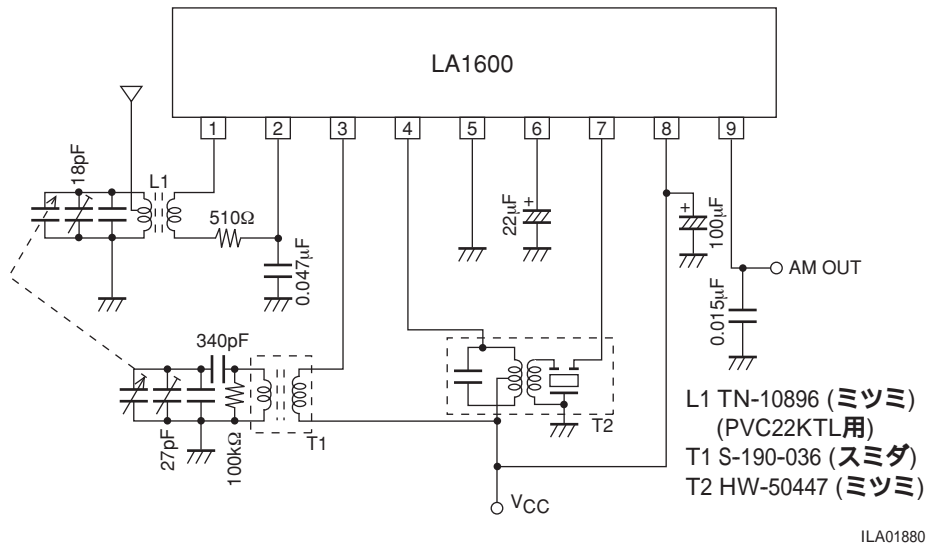 LA1600
1 2 3 4 5 6 7 8 9
18pF
L1
510Ω
0.047μF
22μF
+
+
100μF
AM OUT
0.015μF
340pF
27pF
100kΩ
T1
T2
VCC
L1 TN-10896 (ミツミ)
(PVC22KTL用)
T1 S-190-036 (スミダ)
T2 HW-50447 (ミツミ)
ILA01880